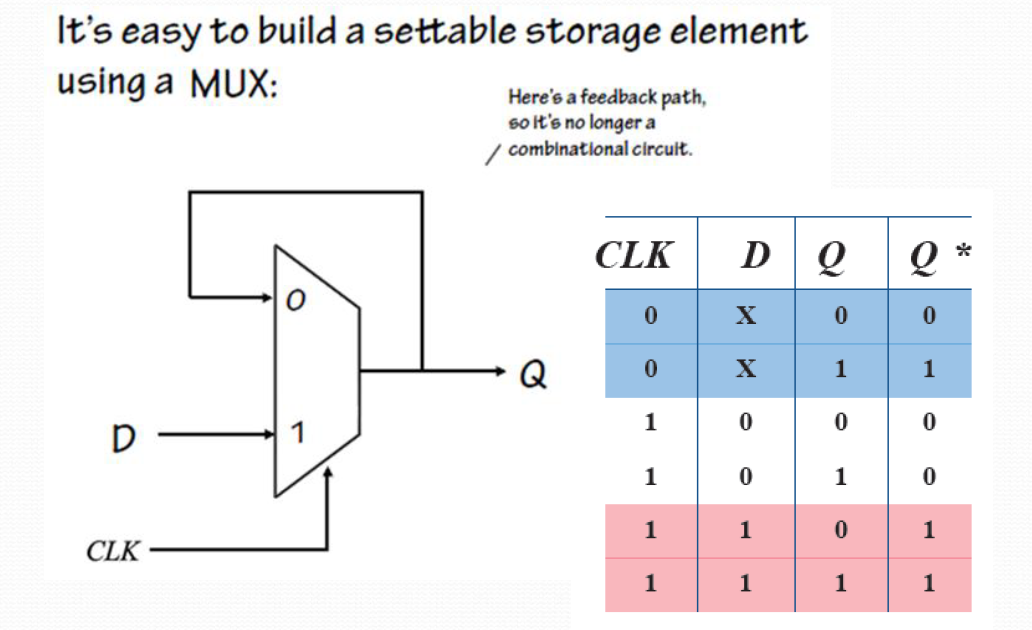 It's easy to build a settable storage element
using a MUX:
Here's a feedback path,
so it's no longer a
combinational circuit.
0
Q
D
1
CLK
CLK D Q Q *
0 X 0 0
0 X 1 1
1 0 0 0
1 0 1 0
1 1 0 1
1 1 1 1